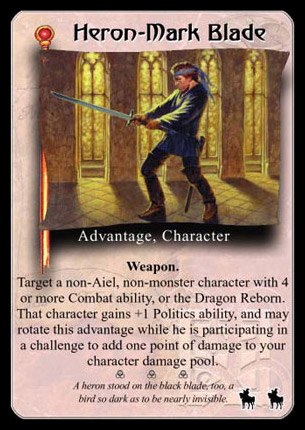 Heron-Mark Blade
Advantage, Character
Weapon.
Target a non-Aiel, non-monster character with 4
or more Combat ability, or the Dragon Reborn.
That character gains +1 Politics ability, and may
rotate this advantage while he is participating in
a challenge to add one point of damage to your
character damage pool.
A heron stood on the black blade, too, a
bird so dark as to be nearly invisible.